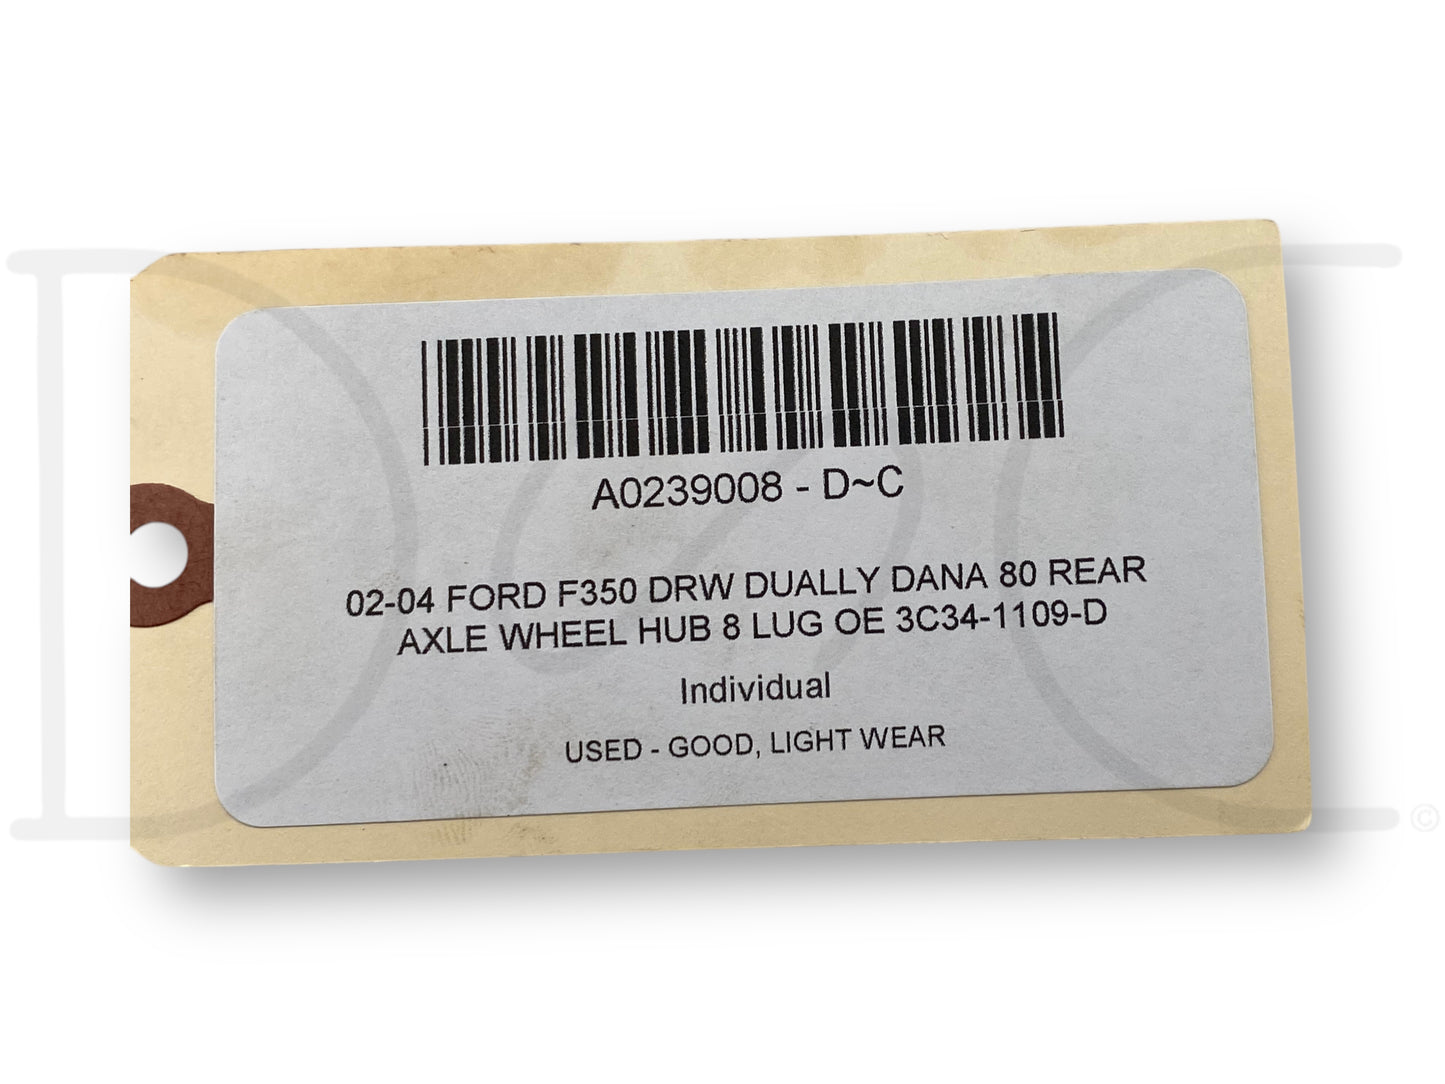 A0239008 - D~C
02-04 FORD F350 DRW DUALLY DANA 80 REAR
AXLE WHEEL HUB 8 LUG OE 3C34-1109-D
Individual
USED - GOOD, LIGHT WEAR
D C
©